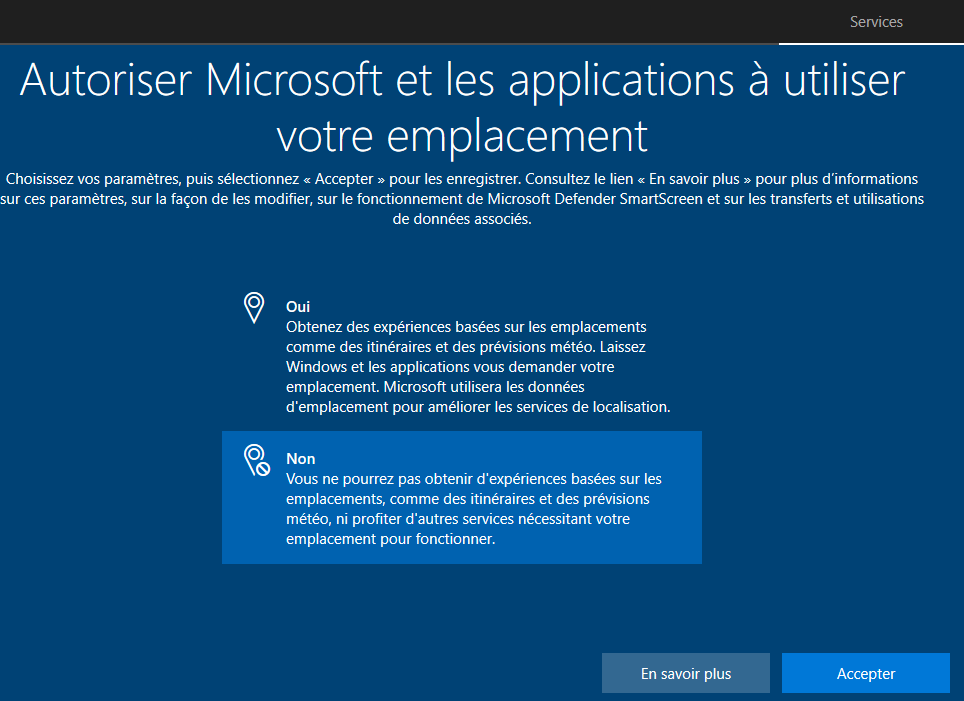 Services
Autoriser Microsoft et les applications à utiliser
votre emplacement
Choisissez vos paramètres, puis sélectionnez « Accepter » pour les enregistrer. Consultez le lien « En savoir plus » pour plus d’informations
sur ces paramètres, sur la façon de les modifier, sur le fonctionnement de Microsoft Defender SmartScreen et sur les transferts et utilisations
de données associés.
Oui
Obtenez des expériences basées sur les emplacements
comme des itinéraires et des prévisions météo. Laissez
Windows et les applications vous demander votre
emplacement. Microsoft utilisera les données
d'emplacement pour améliorer les services de localisation.
Non
Vous ne pourrez pas obtenir d'expériences basées sur les
emplacements, comme des itinéraires et des prévisions
météo, ni profiter d'autres services nécessitant votre
emplacement pour fonctionner.
En savoir plus
Accepter